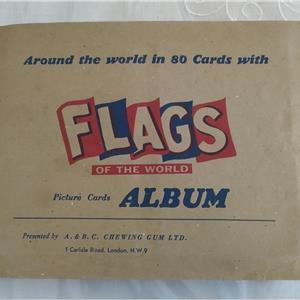 Around the world in 80 Cards with
FLAGS
OF THE WORLD
Picture Cards ALBUM
Presented by A. & B. C. CHEWING GUM LTD.
1 Carlisle Road, London, N.W.9